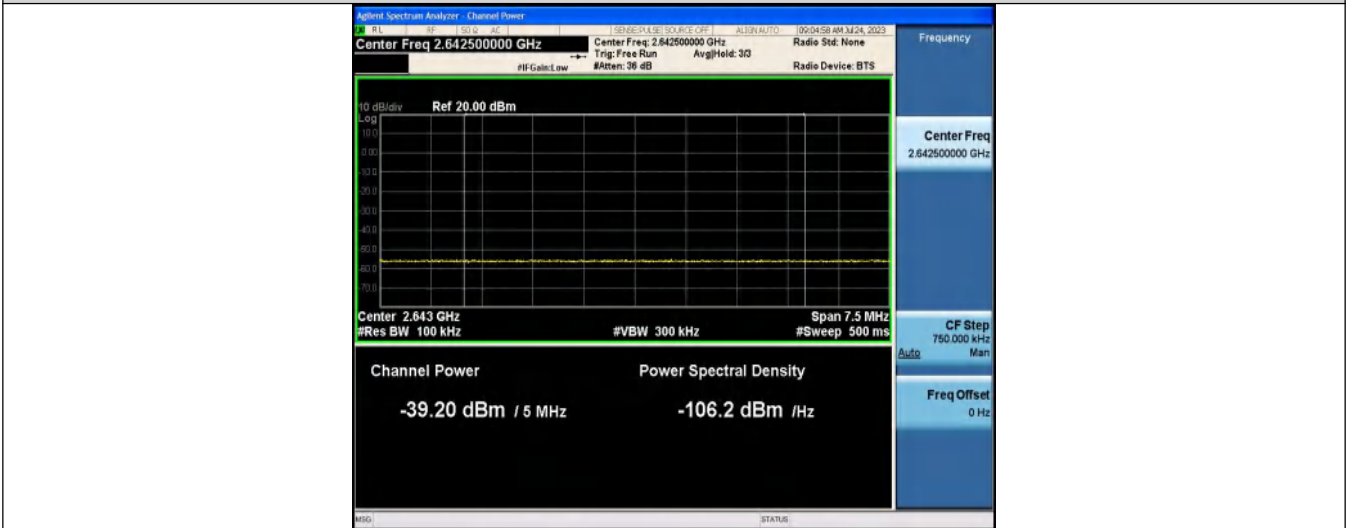 Agilent Spectrum Analyzer - Channel Power
RL RF 50 Ω AC SENSE:PULSE SOURCE OFF ALIGN AUTO 09:04:58 AM Jul 24, 2023
Center Freq 2.642500000 GHz
Center Freq: 2.642500000 GHz
Radio Std: None
Trig: Free Run Avg|Hold: 3/3
#IFGain:Low #Atten: 36 dB Radio Device: BTS
10 dB/div Ref 20.00 dBm
Log
10.0
0.00
-10.0
-20.0
-30.0
-40.0
-50.0
-60.0
-70.0
Center 2.643 GHz Span 7.5 MHz
#Res BW 100 kHz #VBW 300 kHz #Sweep 500 ms
Channel Power Power Spectral Density
-39.20 dBm / 5 MHz -106.2 dBm /Hz
MSG STATUS
Frequency
Center Freq
2.642500000 GHz
CF Step
750.000 kHz
Auto Man
Freq Offset
0 Hz